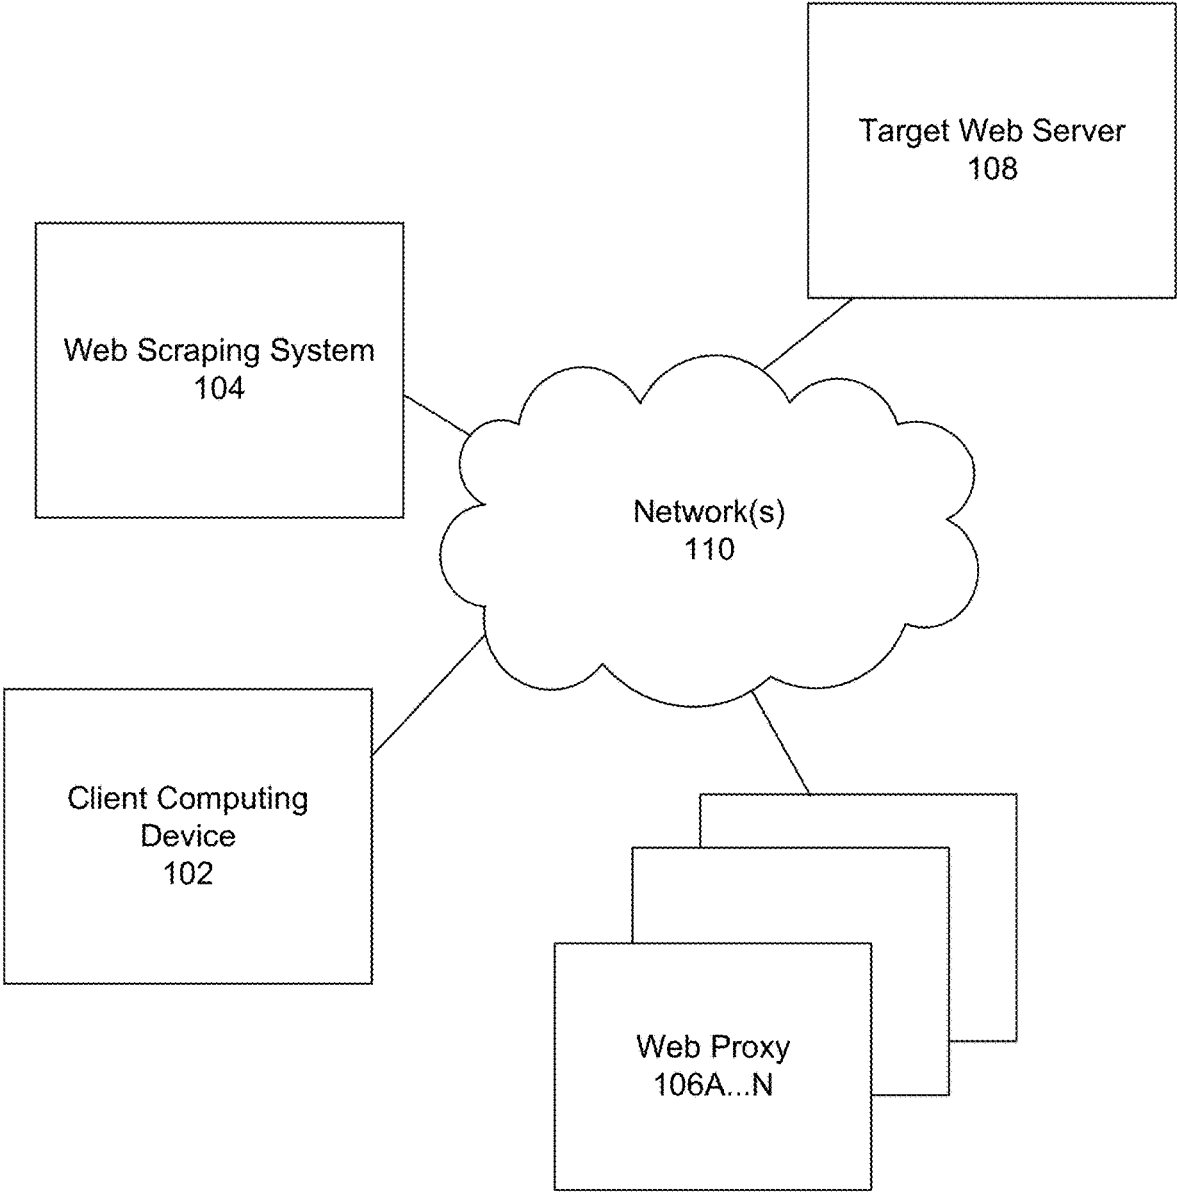 Target Web Server
108
Web Scraping System
104
Network(s)
110
Client Computing
Device
102
Web Proxy
106A...N